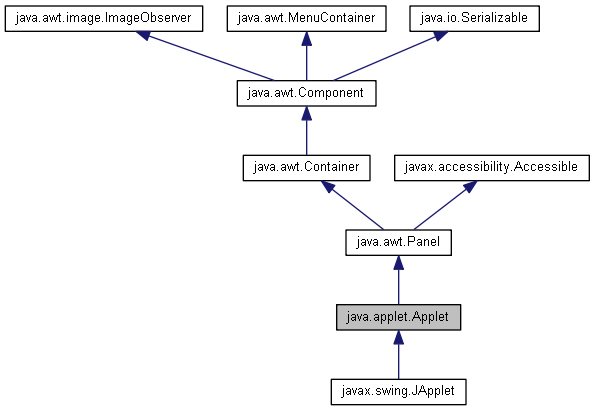 java.awt.image.ImageObserver
java.awt.MenuContainer
java.io.Serializable
java.awt.Component
java.awt.Container
javax.accessibility.Accessible
java.awt.Panel
java.applet.Applet
javax.swing.JApplet